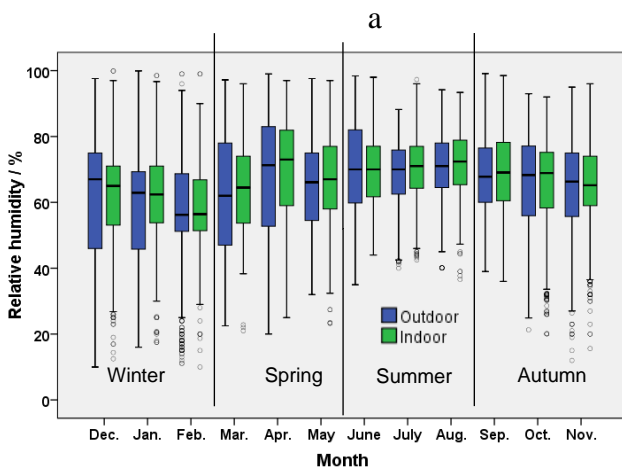 a
Relative humidity / %
100
80
60
40
20
0
Outdoor
Indoor
Winter
Spring
Summer
Autumn
Dec. Jan. Feb. Mar. Apr. May June July Aug. Sep. Oct. Nov.
Month